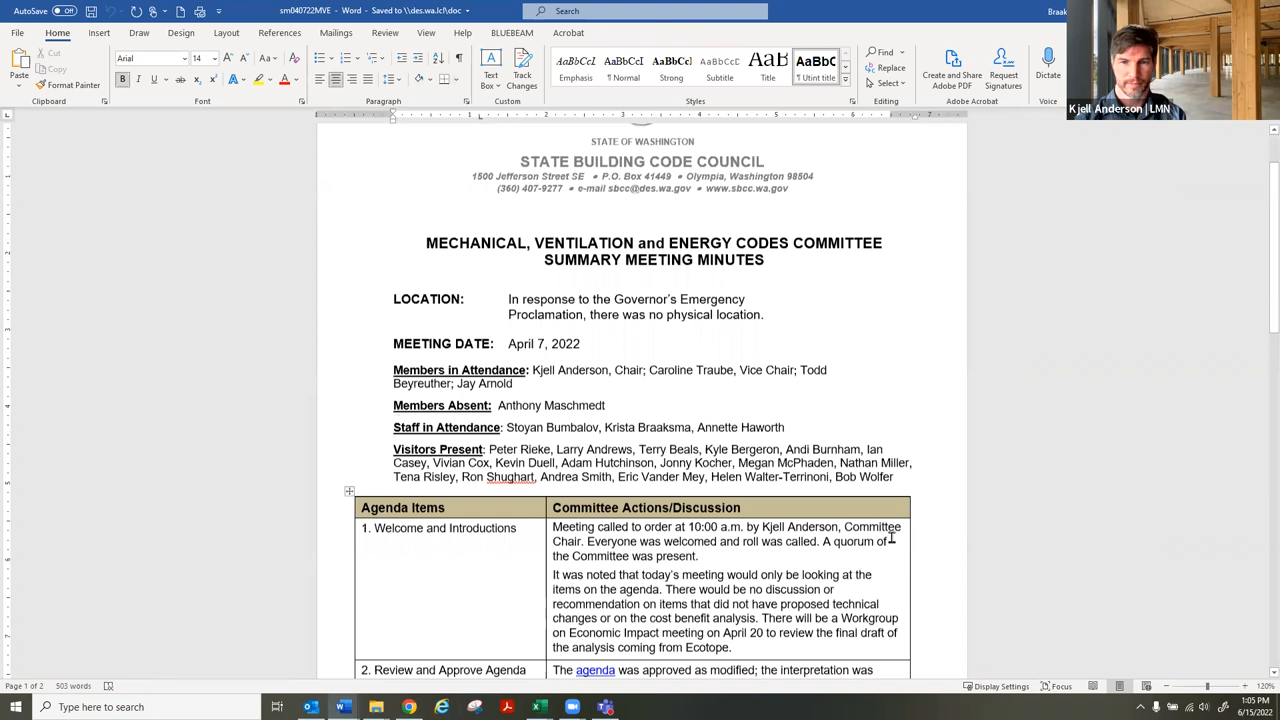 AutoSave On sm040722MVE... - des.wa.lcl\fs1 - Doc Search Braak
File Home Insert Draw Design Layout References Mailings Review View Help BLUEBEAM Acrobat
Paste Cut Copy Format Painter Arial 14 Text Box Track Changes
AaBbCcL Emphasis AaBbCcI Normal AaBbCc Strong AaBbCcD Subtitle AaB Title AaBbC ¶ Utint title
Find Replace Select Create and Share Adobe PDF Request Signatures Dictate
Clipboard Font Paragraph Custom Styles Editing Adobe Acrobat Voice
Kjell Anderson | LMN
STATE OF WASHINGTON
STATE BUILDING CODE COUNCIL
1500 Jefferson Street SE • P.O. Box 41449 • Olympia, Washington 98504
(360) 407-9277 • e-mail sbcc@des.wa.gov • www.sbcc.wa.gov
MECHANICAL, VENTILATION and ENERGY CODES COMMITTEE
SUMMARY MEETING MINUTES
LOCATION: In response to the Governor's Emergency
Proclamation, there was no physical location.
MEETING DATE: April 7, 2022
Members in Attendance: Kjell Anderson, Chair; Caroline Traube, Vice Chair; Todd
Beyreuther; Jay Arnold
Members Absent: Anthony Maschmedt
Staff in Attendance: Stoyan Bumbalov, Krista Braaksma, Annette Haworth
Visitors Present: Peter Rieke, Larry Andrews, Terry Beals, Kyle Bergeron, Andi Burnham, Ian
Casey, Vivian Cox, Kevin Duell, Adam Hutchinson, Jonny Kocher, Megan McPhaden, Nathan Miller,
Tena Risley, Ron Shughart, Andrea Smith, Eric Vander Mey, Helen Walter-Terrinoni, Bob Wolfer
Agenda Items Committee Actions/Discussion
1. Welcome and Introductions Meeting called to order at 10:00 a.m. by Kjell Anderson, Committee
Chair. Everyone was welcomed and roll was called. A quorum of
the Committee was present.
It was noted that today's meeting would only be looking at the
items on the agenda. There would be no discussion or
recommendation on items that did not have proposed technical
changes or on the cost benefit analysis. There will be a Workgroup
on Economic Impact meeting on April 20 to review the final draft of
the analysis coming from Ecotope.
2. Review and Approve Agenda The agenda was approved as modified; the interpretation was
Page 1 of 2 503 words Display Settings Focus 120%
Type here to search 1:05 PM
6/15/2022